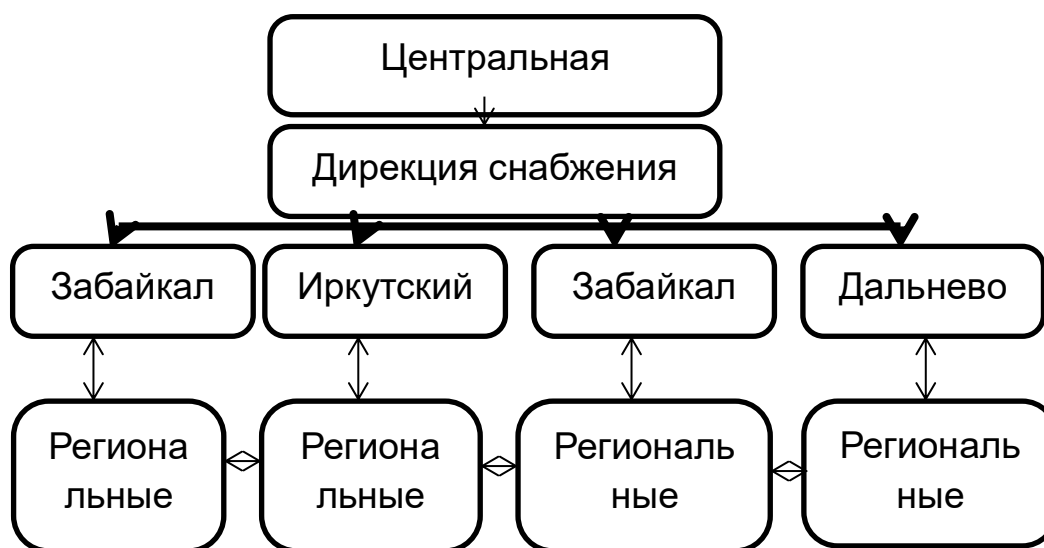 Центральная
Дирекция снабжения
Забайкал
Иркутский
Забайкал
Дальнево
Региона
льные
Региона
льные
Региональ
ные
Региональ
ные